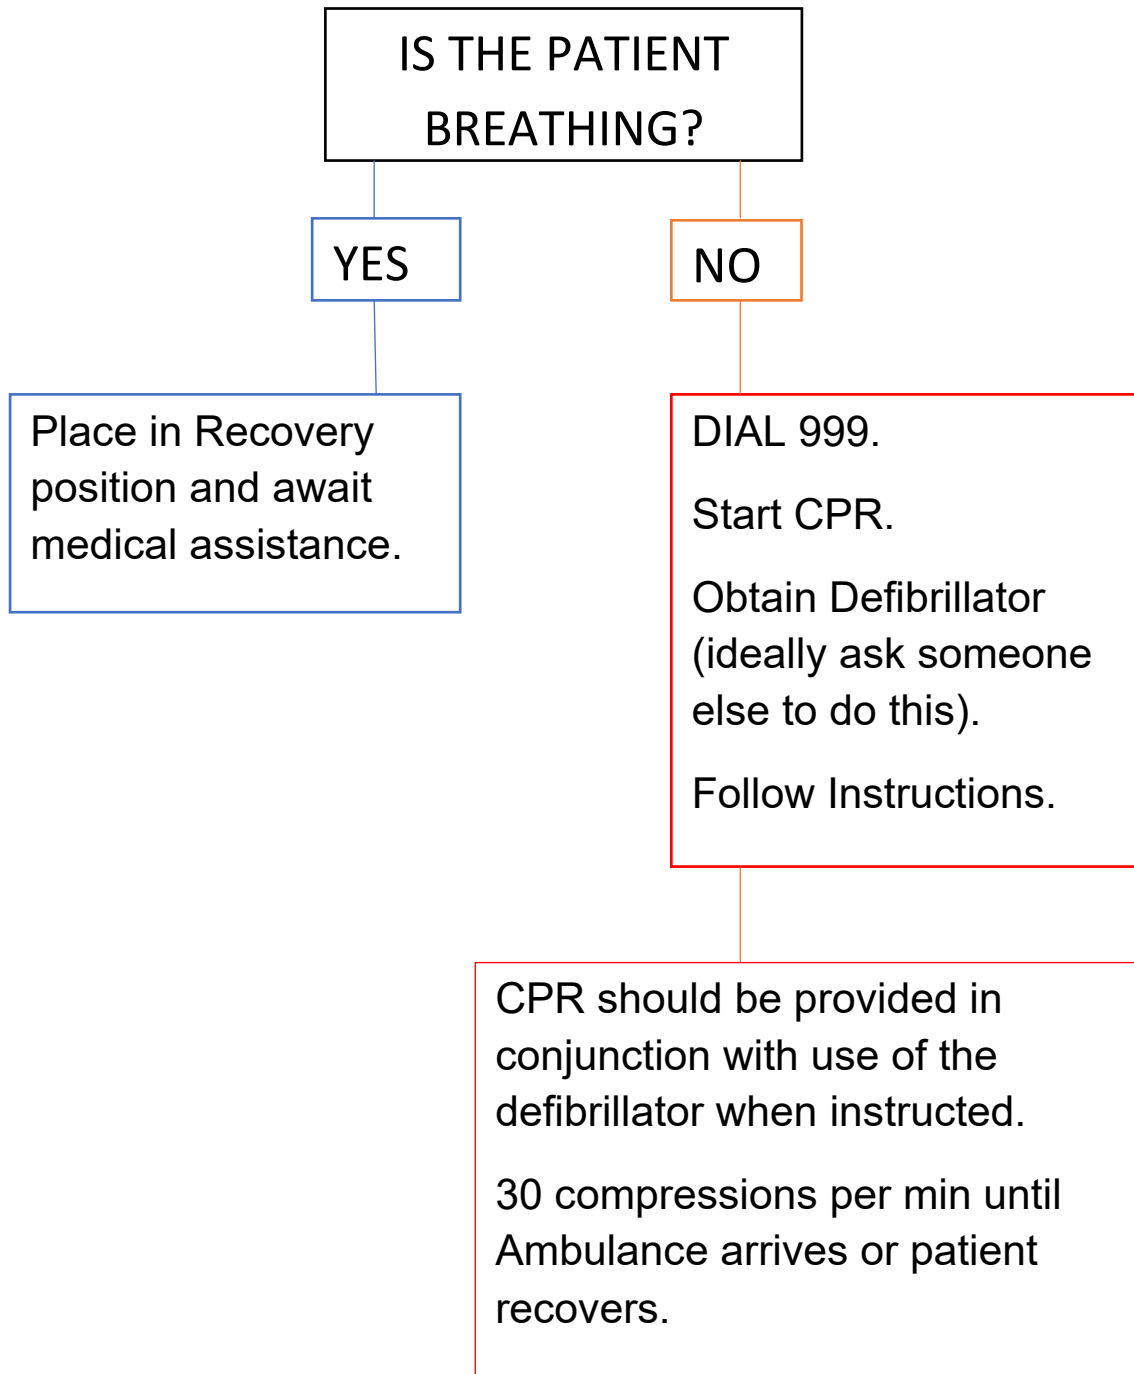 IS THE PATIENT
BREATHING?
YES
NO
Place in Recovery
position and await
medical assistance.
DIAL 999.
Start CPR.
Obtain Defibrillator
(ideally ask someone
else to do this).
Follow Instructions.
CPR should be provided in
conjunction with use of the
defibrillator when instructed.
30 compressions per min until
Ambulance arrives or patient
recovers.